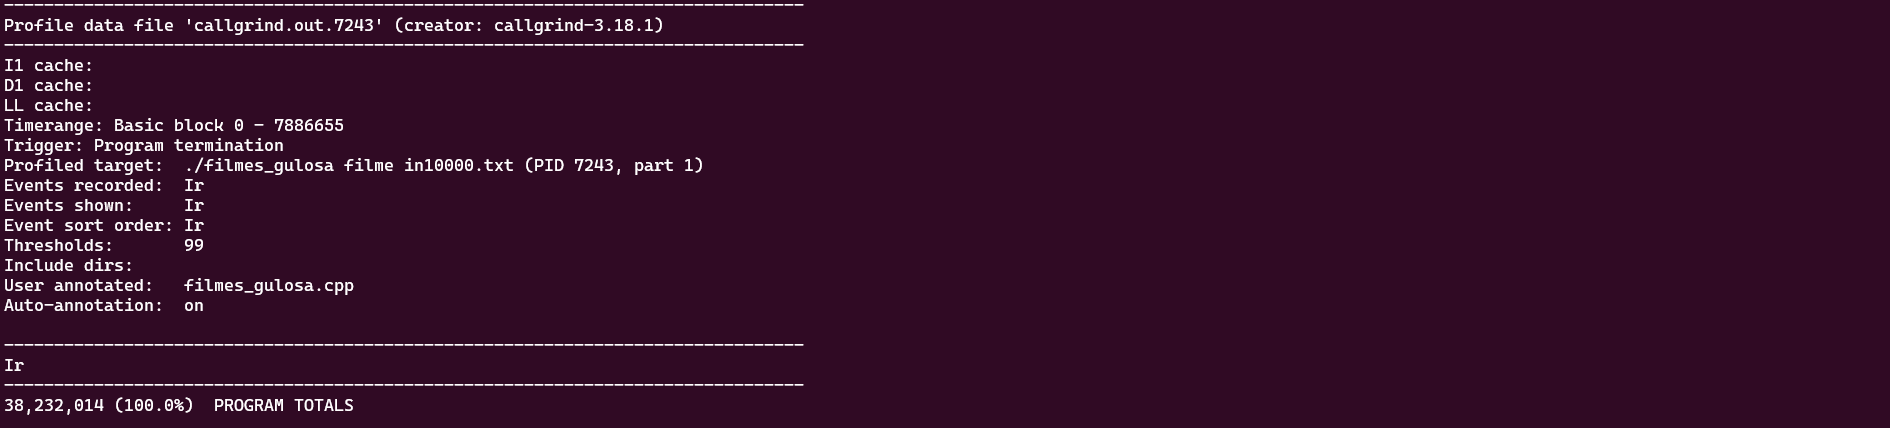 --------------------------------------------------------------------------------
Profile data file 'callgrind.out.7243' (creator: callgrind-3.18.1)
--------------------------------------------------------------------------------
I1 cache:
D1 cache:
LL cache:
Timerange: Basic block 0 - 7886655
Trigger: Program termination
Profiled target:  ./filmes_gulosa filme in10000.txt (PID 7243, part 1)
Events recorded:  Ir
Events shown:     Ir
Event sort order: Ir
Thresholds:       99
Include dirs:
User annotated:   filmes_gulosa.cpp
Auto-annotation:  on

--------------------------------------------------------------------------------
Ir
--------------------------------------------------------------------------------
38,232,014 (100.0%)  PROGRAM TOTALS